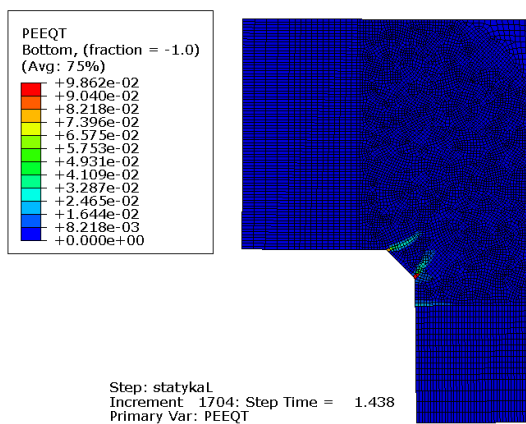 PEEQT
Bottom, (fraction = -1.0)
(Avg: 75%)
+9.862e-02
+9.040e-02
+8.218e-02
+7.396e-02
+6.575e-02
+5.753e-02
+4.931e-02
+4.109e-02
+3.287e-02
+2.465e-02
+1.644e-02
+8.218e-03
+0.000e+00
Step: statykaL
Increment 1704: Step Time = 1.438
Primary Var: PEEQT